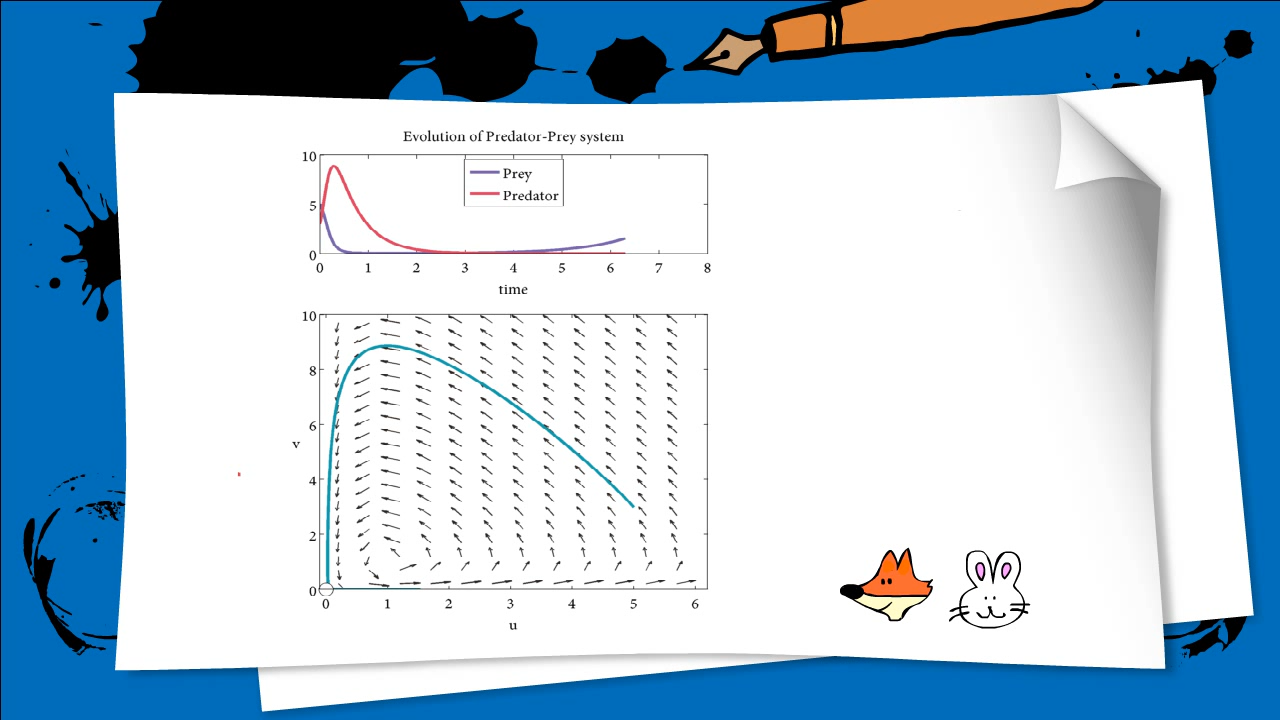 Evolution of Predator-Prey system
10
5
0
Prey
Predator
0 1 2 3 4 5 6 7 8
time
10
8
6
v
4
2
0
0 1 2 3 4 5 6
u